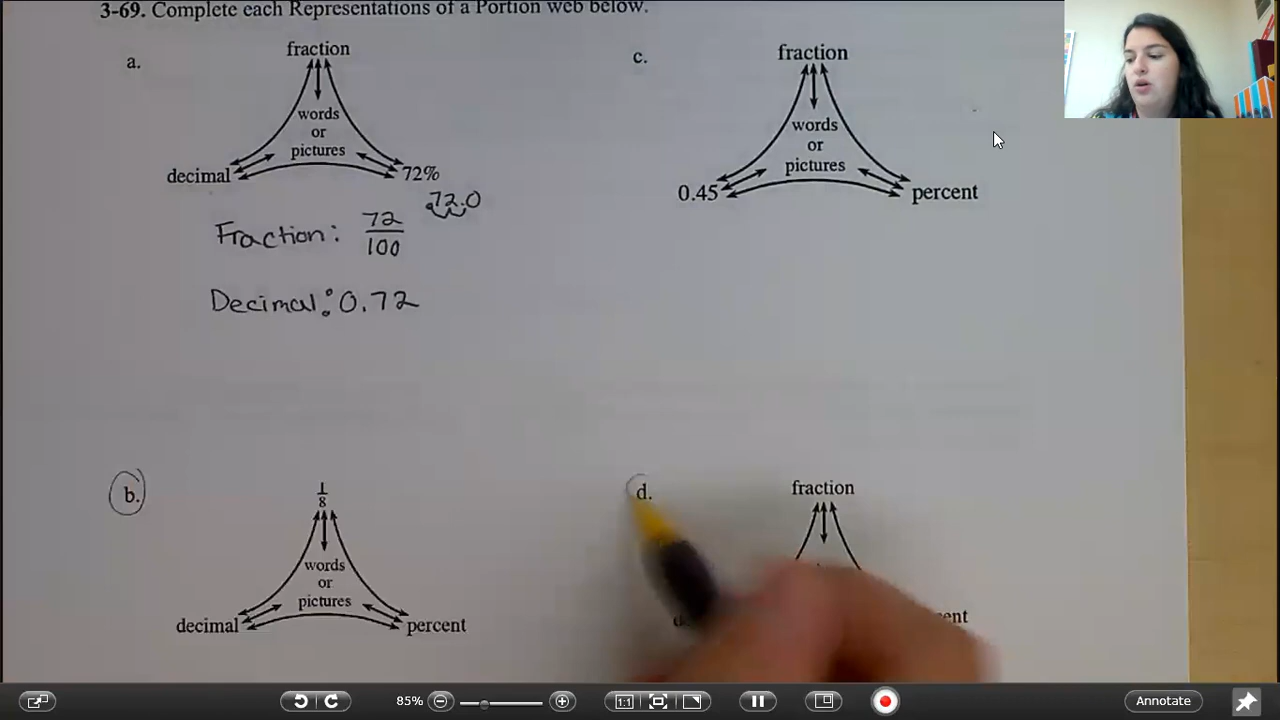 3-69. Complete each Representations of a Portion web below.
a.
fraction
words
or
pictures
decimal
72%
72.0
Fraction: 72/100
Decimal: 0.72
c.
fraction
words
or
pictures
0.45
percent
b.
1/8
words
or
pictures
decimal
percent
d.
fraction
85%
1:1
Annotate